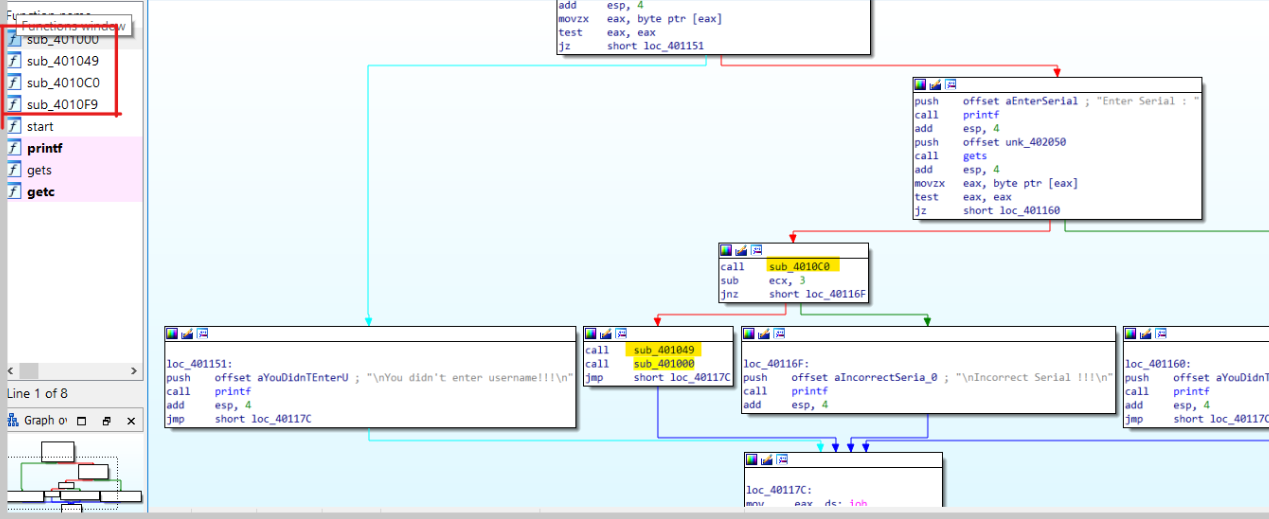 Functions window
sub_401000
sub_401049
sub_4010C0
sub_4010F9
start
printf
gets
getc
Line 1 of 8
Graph o
add esp, 4
movzx eax, byte ptr [eax]
test eax, eax
jz short loc_401151
push offset aEnterSerial ; "Enter Serial : "
call printf
add esp, 4
push offset unk_402050
call gets
add esp, 4
movzx eax, byte ptr [eax]
test eax, eax
jz short loc_401160
call sub_4010C0
sub ecx, 3
jnz short loc_40116F
loc_401151:
push offset aYouDidnTEnterU ; "\nYou didn't enter username!!!\n"
call printf
add esp, 4
jmp short loc_40117C
call sub_401049
call sub_401000
jmp short loc_40117C
loc_40116F:
push offset aIncorrectSeria_0 ; "\nIncorrect Serial !!!\n"
call printf
add esp, 4
loc_401160:
push offset aYouDidnT
call printf
add esp, 4
jmp short loc_40117C
loc_40117C:
mov eax, ds:_iob